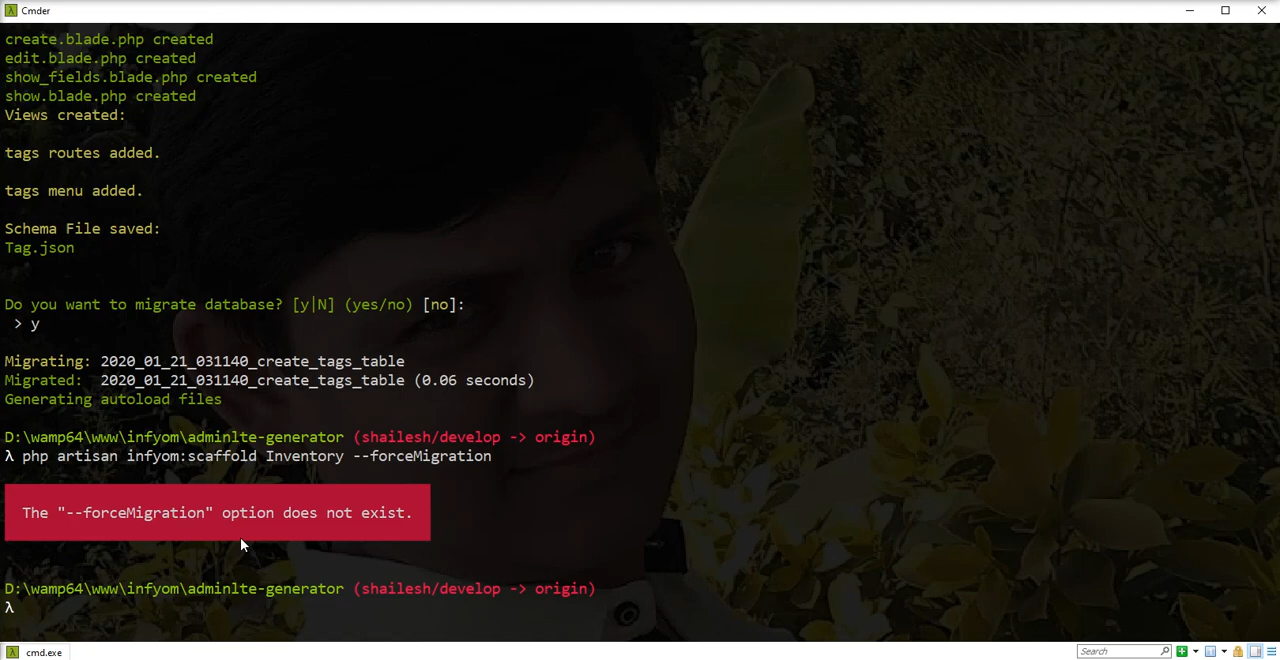 Cmder
create.blade.php created
edit.blade.php created
show_fields.blade.php created
show.blade.php created
Views created:
tags routes added.
tags menu added.
Schema File saved:
Tag.json
Do you want to migrate database? [y|N] (yes/no) [no]:
> y
Migrating: 2020_01_21_031140_create_tags_table
Migrated:  2020_01_21_031140_create_tags_table (0.06 seconds)
Generating autoload files
D:\wamp64\www\infyom\adminlte-generator (shailesh/develop -> origin)
λ php artisan infyom:scaffold Inventory --forceMigration
The "--forceMigration" option does not exist.
D:\wamp64\www\infyom\adminlte-generator (shailesh/develop -> origin)
λ
cmd.exe
Search